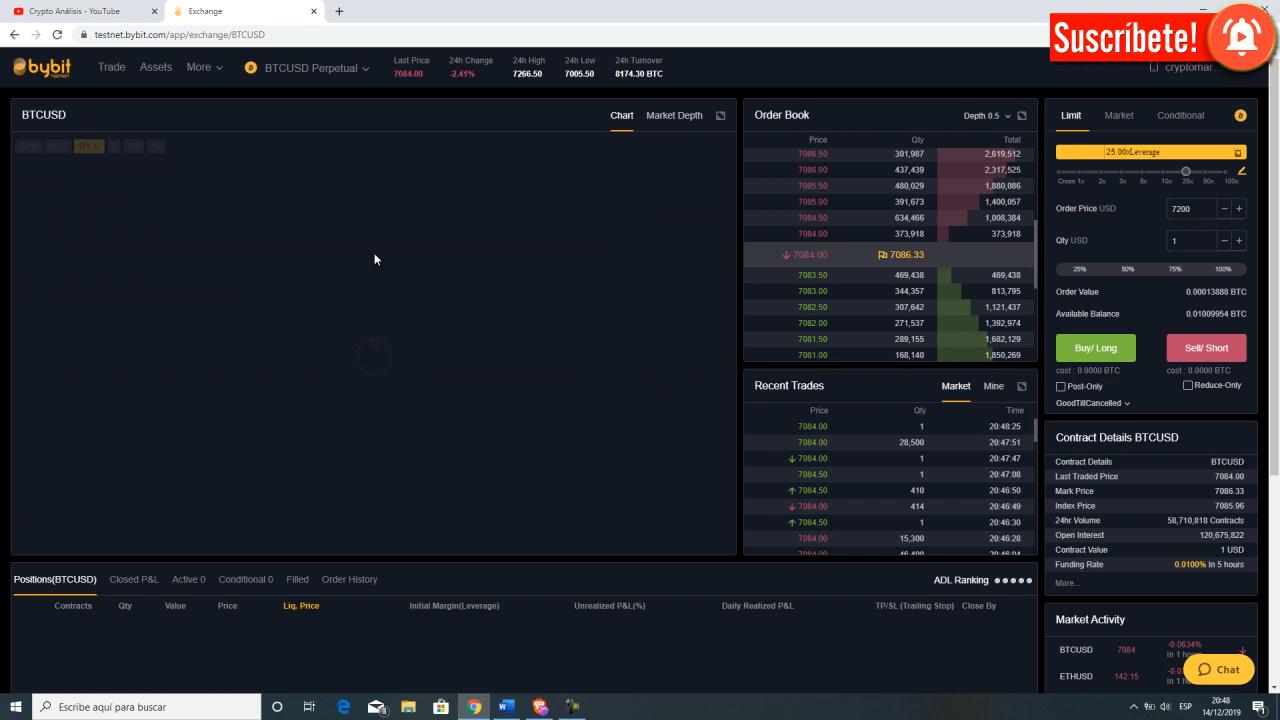 Crypto Análisis - YouTube
Exchange
testnet.bybit.com/app/exchange/BTCUSD
Suscríbete!
bybit
TESTNET
Trade
Assets
More
BTCUSD Perpetual
Last Price
7084.00
24h Change
-2.41%
24h High
7266.50
24h Low
7005.50
24h Turnover
8174.30 BTC
cryptomar...
BTCUSD
Chart
Market Depth
1H
Order Book
Depth 0.5
Price Qty Total
7086.50 301,987 2,619,512
7086.00 437,439 2,317,525
7085.50 480,029 1,880,086
7085.00 391,673 1,400,057
7084.50 634,466 1,008,384
7084.00 373,918 373,918
7084.00 7086.33
7083.50 469,438 469,438
7083.00 344,357 813,795
7082.50 307,642 1,121,437
7082.00 271,537 1,392,974
7081.50 289,155 1,682,129
7081.00 168,140 1,850,269
Recent Trades
Market
Mine
Price Qty Time
7084.00 1 20:48:25
7084.00 28,500 20:47:51
7084.00 1 20:47:47
7084.50 1 20:47:08
7084.50 410 20:46:50
7084.00 414 20:46:49
7084.50 1 20:46:30
7084.00 15,300 20:46:28
7084.00 46,400 20:46:04
Limit
Market
Conditional
25.00xLeverage
Cross 1x 2x 3x 5x 10x 25x 50x 100x
Order Price USD 7200
Qty USD 1
25% 50% 75% 100%
Order Value 0.00013888 BTC
Available Balance 0.01009954 BTC
Buy/ Long
Sell/ Short
cost : 0.0000 BTC
cost : 0.0000 BTC
Post-Only
Reduce-Only
GoodTillCancelled
Contract Details BTCUSD
Contract Details BTCUSD
Last Traded Price 7084.00
Mark Price 7086.33
Index Price 7085.96
24hr Volume 58,710,818 Contracts
Open Interest 120,675,822
Contract Value 1 USD
Funding Rate 0.0100% In 5 hours
More...
Market Activity
BTCUSD 7084 -0.0634%
In 1 hour
ETHUSD 142.15
Chat
Positions(BTCUSD)
Closed P&L
Active 0
Conditional 0
Filled
Order History
ADL Ranking
Contracts Qty Value Price Liq. Price Initial Margin(Leverage) Unrealized P&L(%) Daily Realized P&L TP/SL (Trailing Stop) Close By
Escribe aquí para buscar
ESP
20:48
14/12/2019